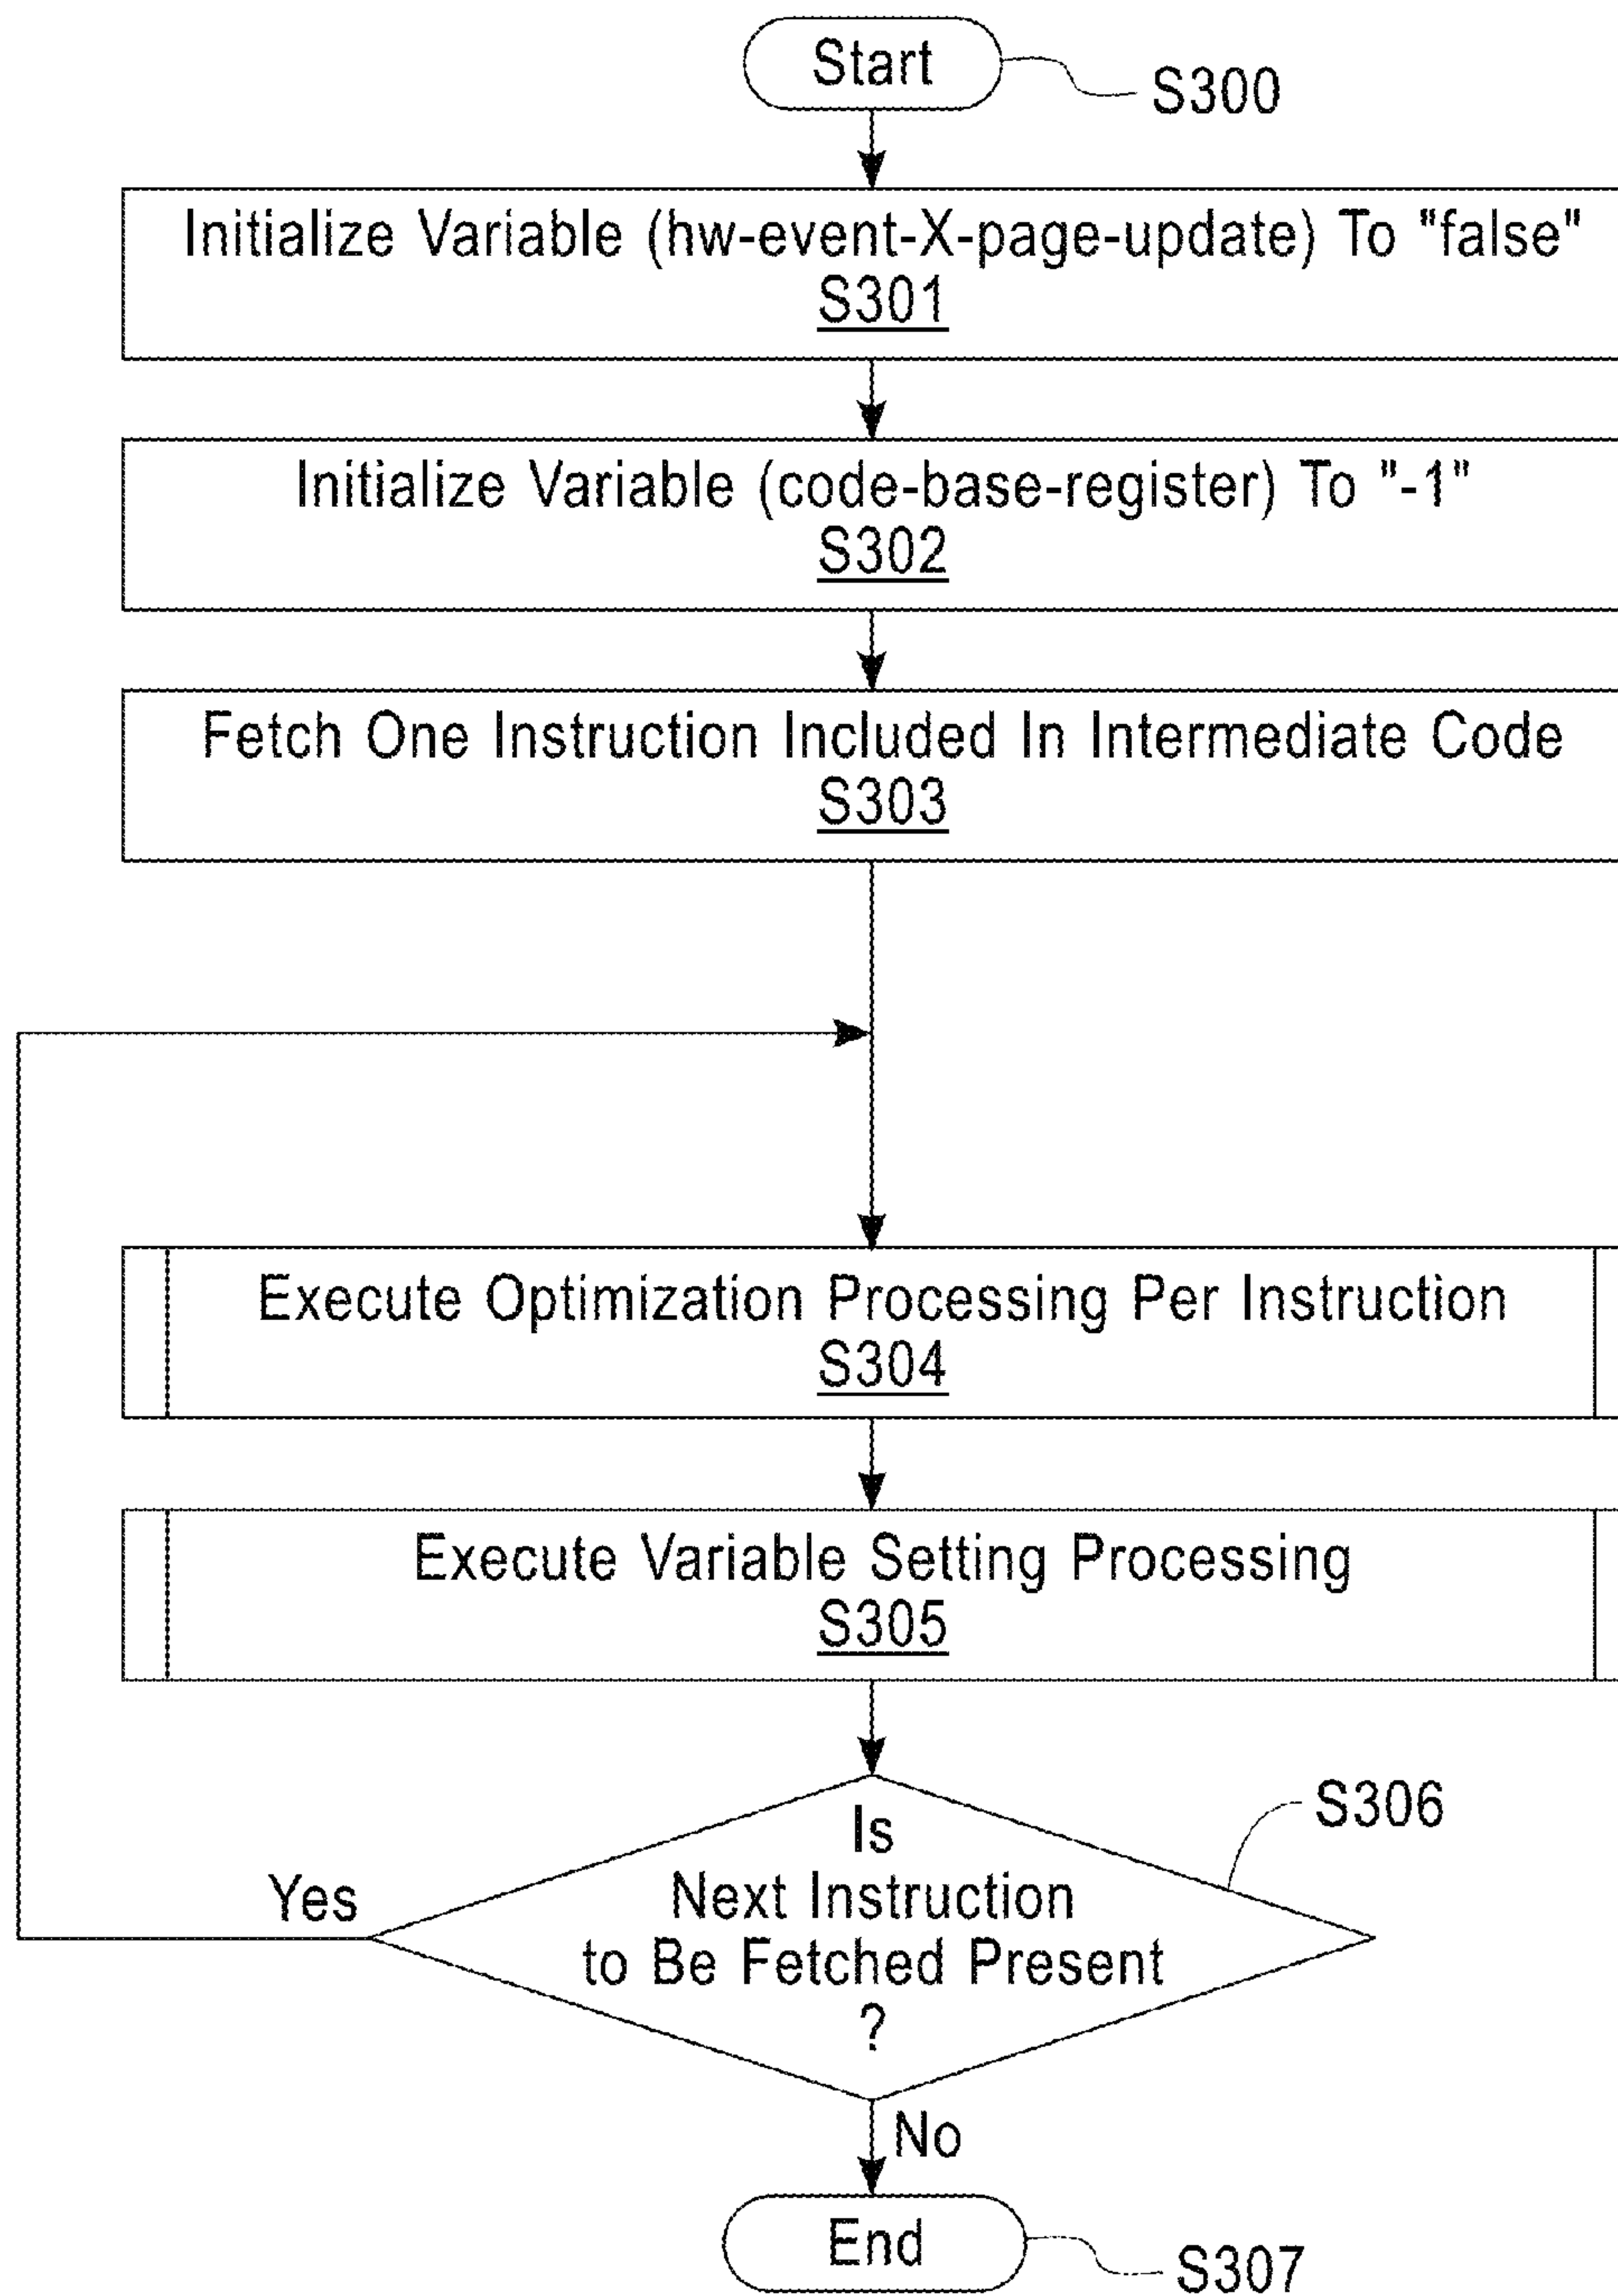 Start
S300
Initialize Variable (hw-event-X-page-update) To "false"
S301
Initialize Variable (code-base-register) To "-1"
S302
Fetch One Instruction Included In Intermediate Code
S303
Execute Optimization Processing Per Instruction
S304
Execute Variable Setting Processing
S305
S306
Is
Next Instruction
to Be Fetched Present
?
Yes
No
End
S307